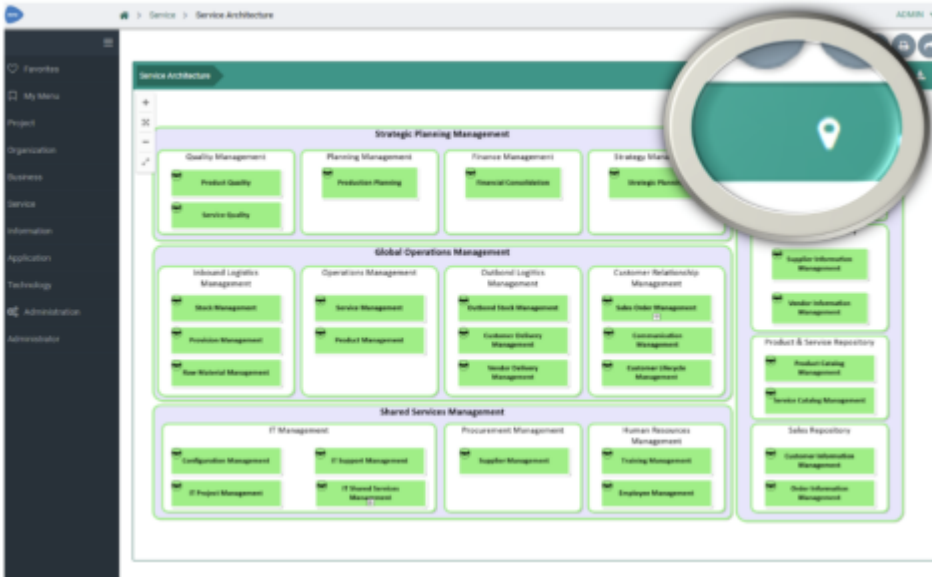 Service > Service Architecture
ADMIN
Favorites
My Menu
Project
Organization
Business
Service
Information
Application
Technology
Administration
Administrator
Service Architecture
Strategic Planning Management
Quality Management
Product Quality
Service Quality
Planning Management
Production Planning
Finance Management
Financial Consolidation
Strategy
Strategic
Global Operations Management
Inbound Logistics
Management
Stock Management
Provision Management
Raw Material Management
Operations Management
Service Management
Product Management
Outbond Logitics
Management
Outbond Stock Management
Customer Delivery
Management
Vendor Delivery
Management
Customer Relationship
Management
Sales Order Management
Communication
Management
Customer Lifecycle
Management
Shared Services Management
IT Management
Configuration Management
IT Support Management
IT Project Management
IT Shared Services
Management
Procurement Management
Supplier Management
Human Resources
Management
Training Management
Employee Management
Supplier Information
Management
Vendor Information
Management
Product & Service Repository
Product Catalog
Management
Service Catalog Management
Sales Repository
Customer Information
Management
Order Information
Management